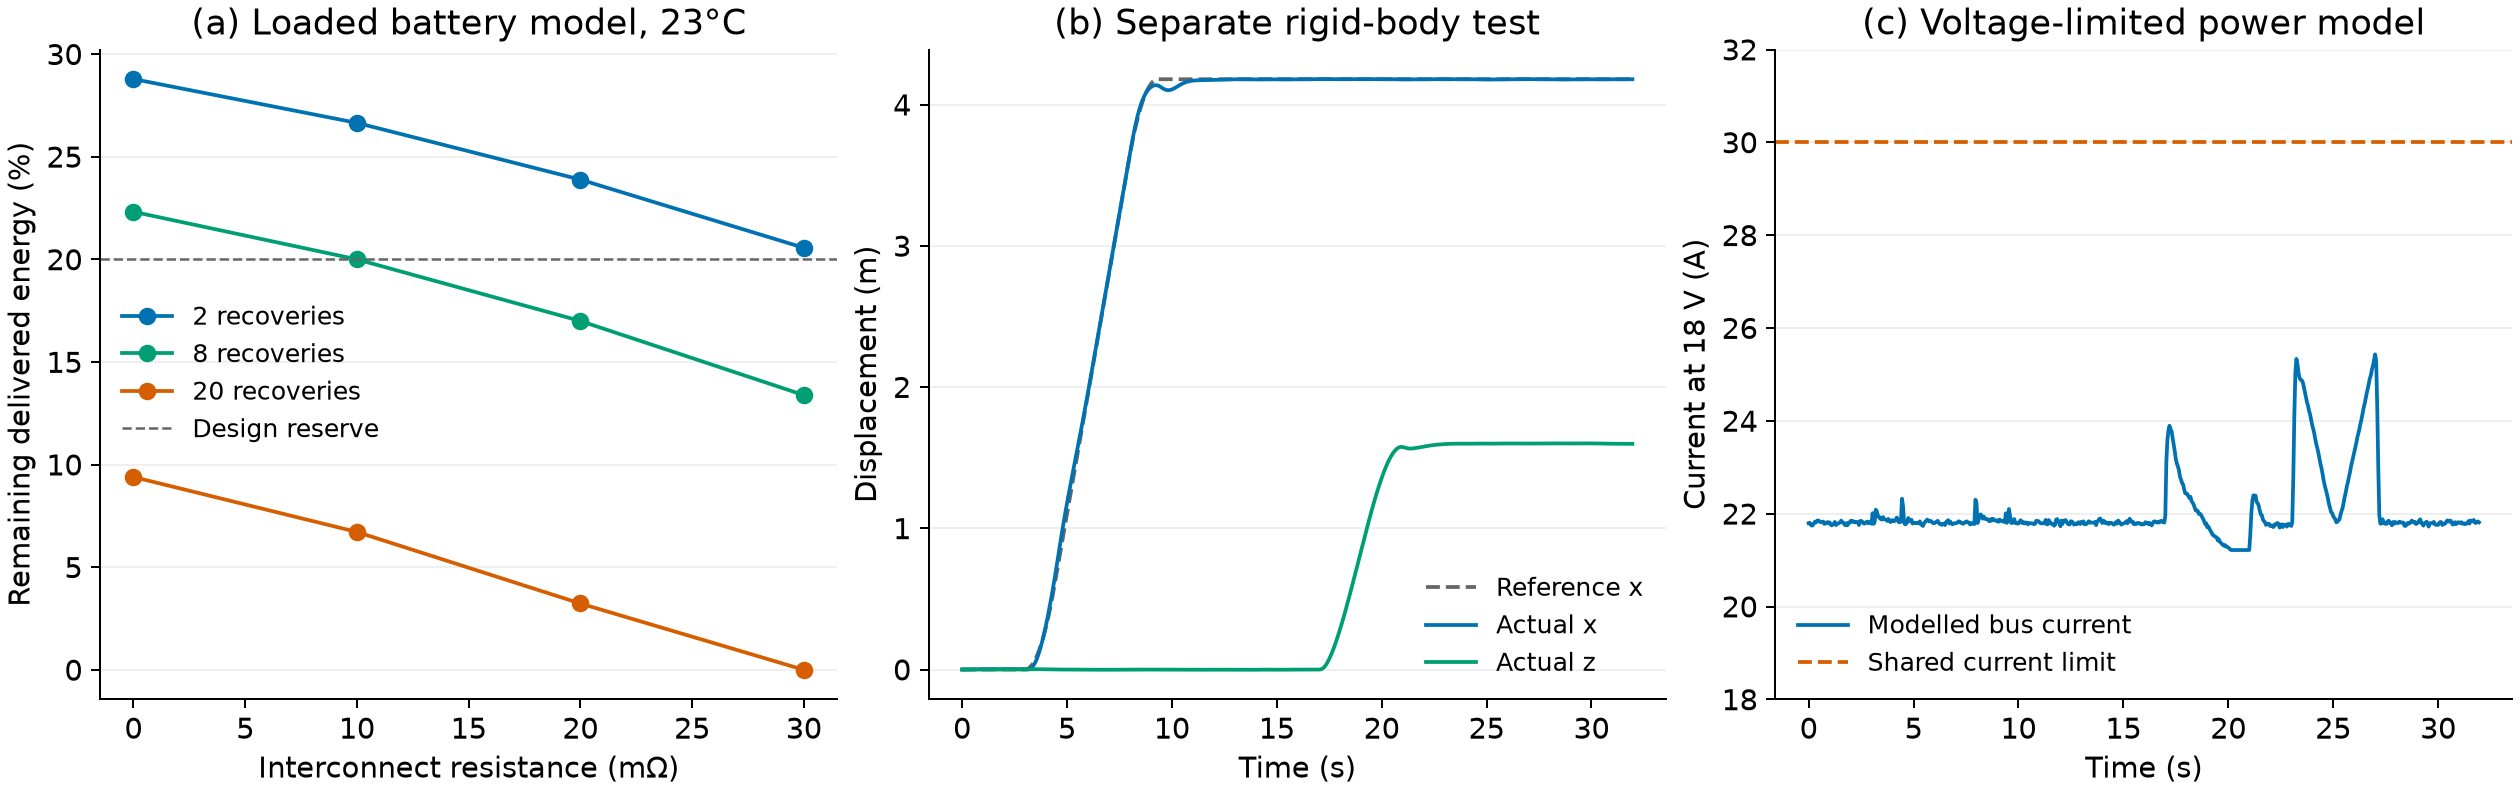 (a) Loaded battery model, 23°C
Remaining delivered energy (%)
30
25
20
15
10
5
0
2 recoveries
8 recoveries
20 recoveries
Design reserve
0 5 10 15 20 25 30
Interconnect resistance (mΩ)
(b) Separate rigid-body test
Displacement (m)
4
3
2
1
0
Reference x
Actual x
Actual z
0 5 10 15 20 25 30
Time (s)
(c) Voltage-limited power model
Current at 18 V (A)
32
30
28
26
24
22
20
18
Modelled bus current
Shared current limit
0 5 10 15 20 25 30
Time (s)